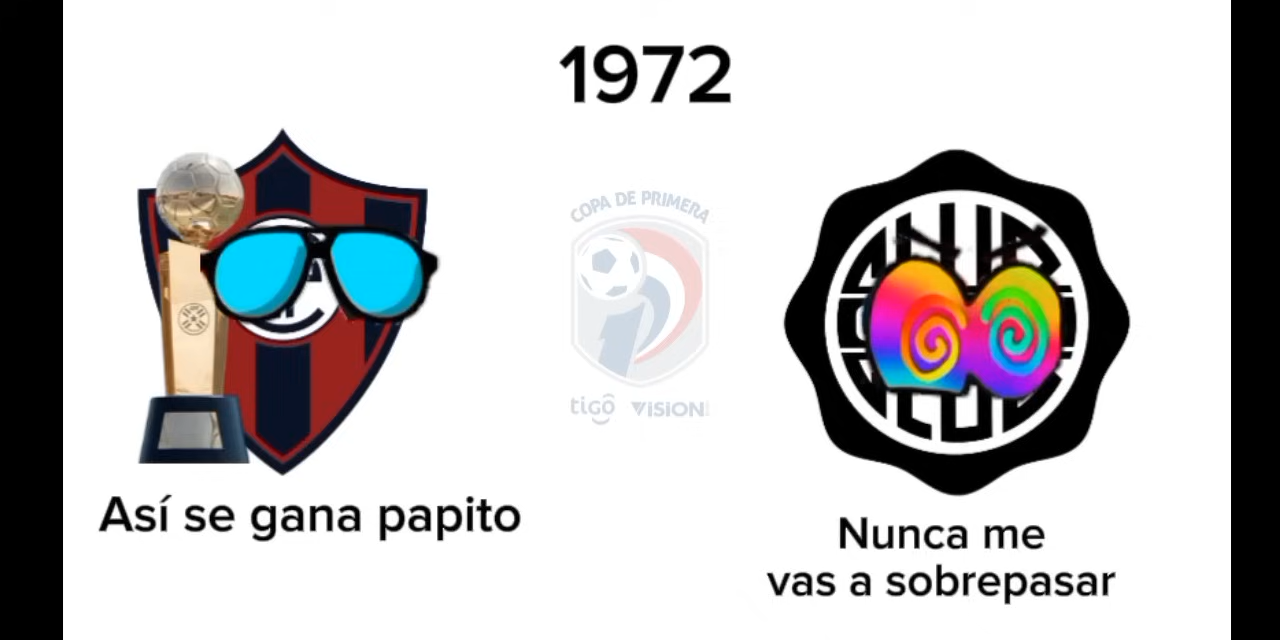 1972
COPA DE PRIMERA
tigo VISION
Así se gana papito
Nunca me
vas a sobrepasar